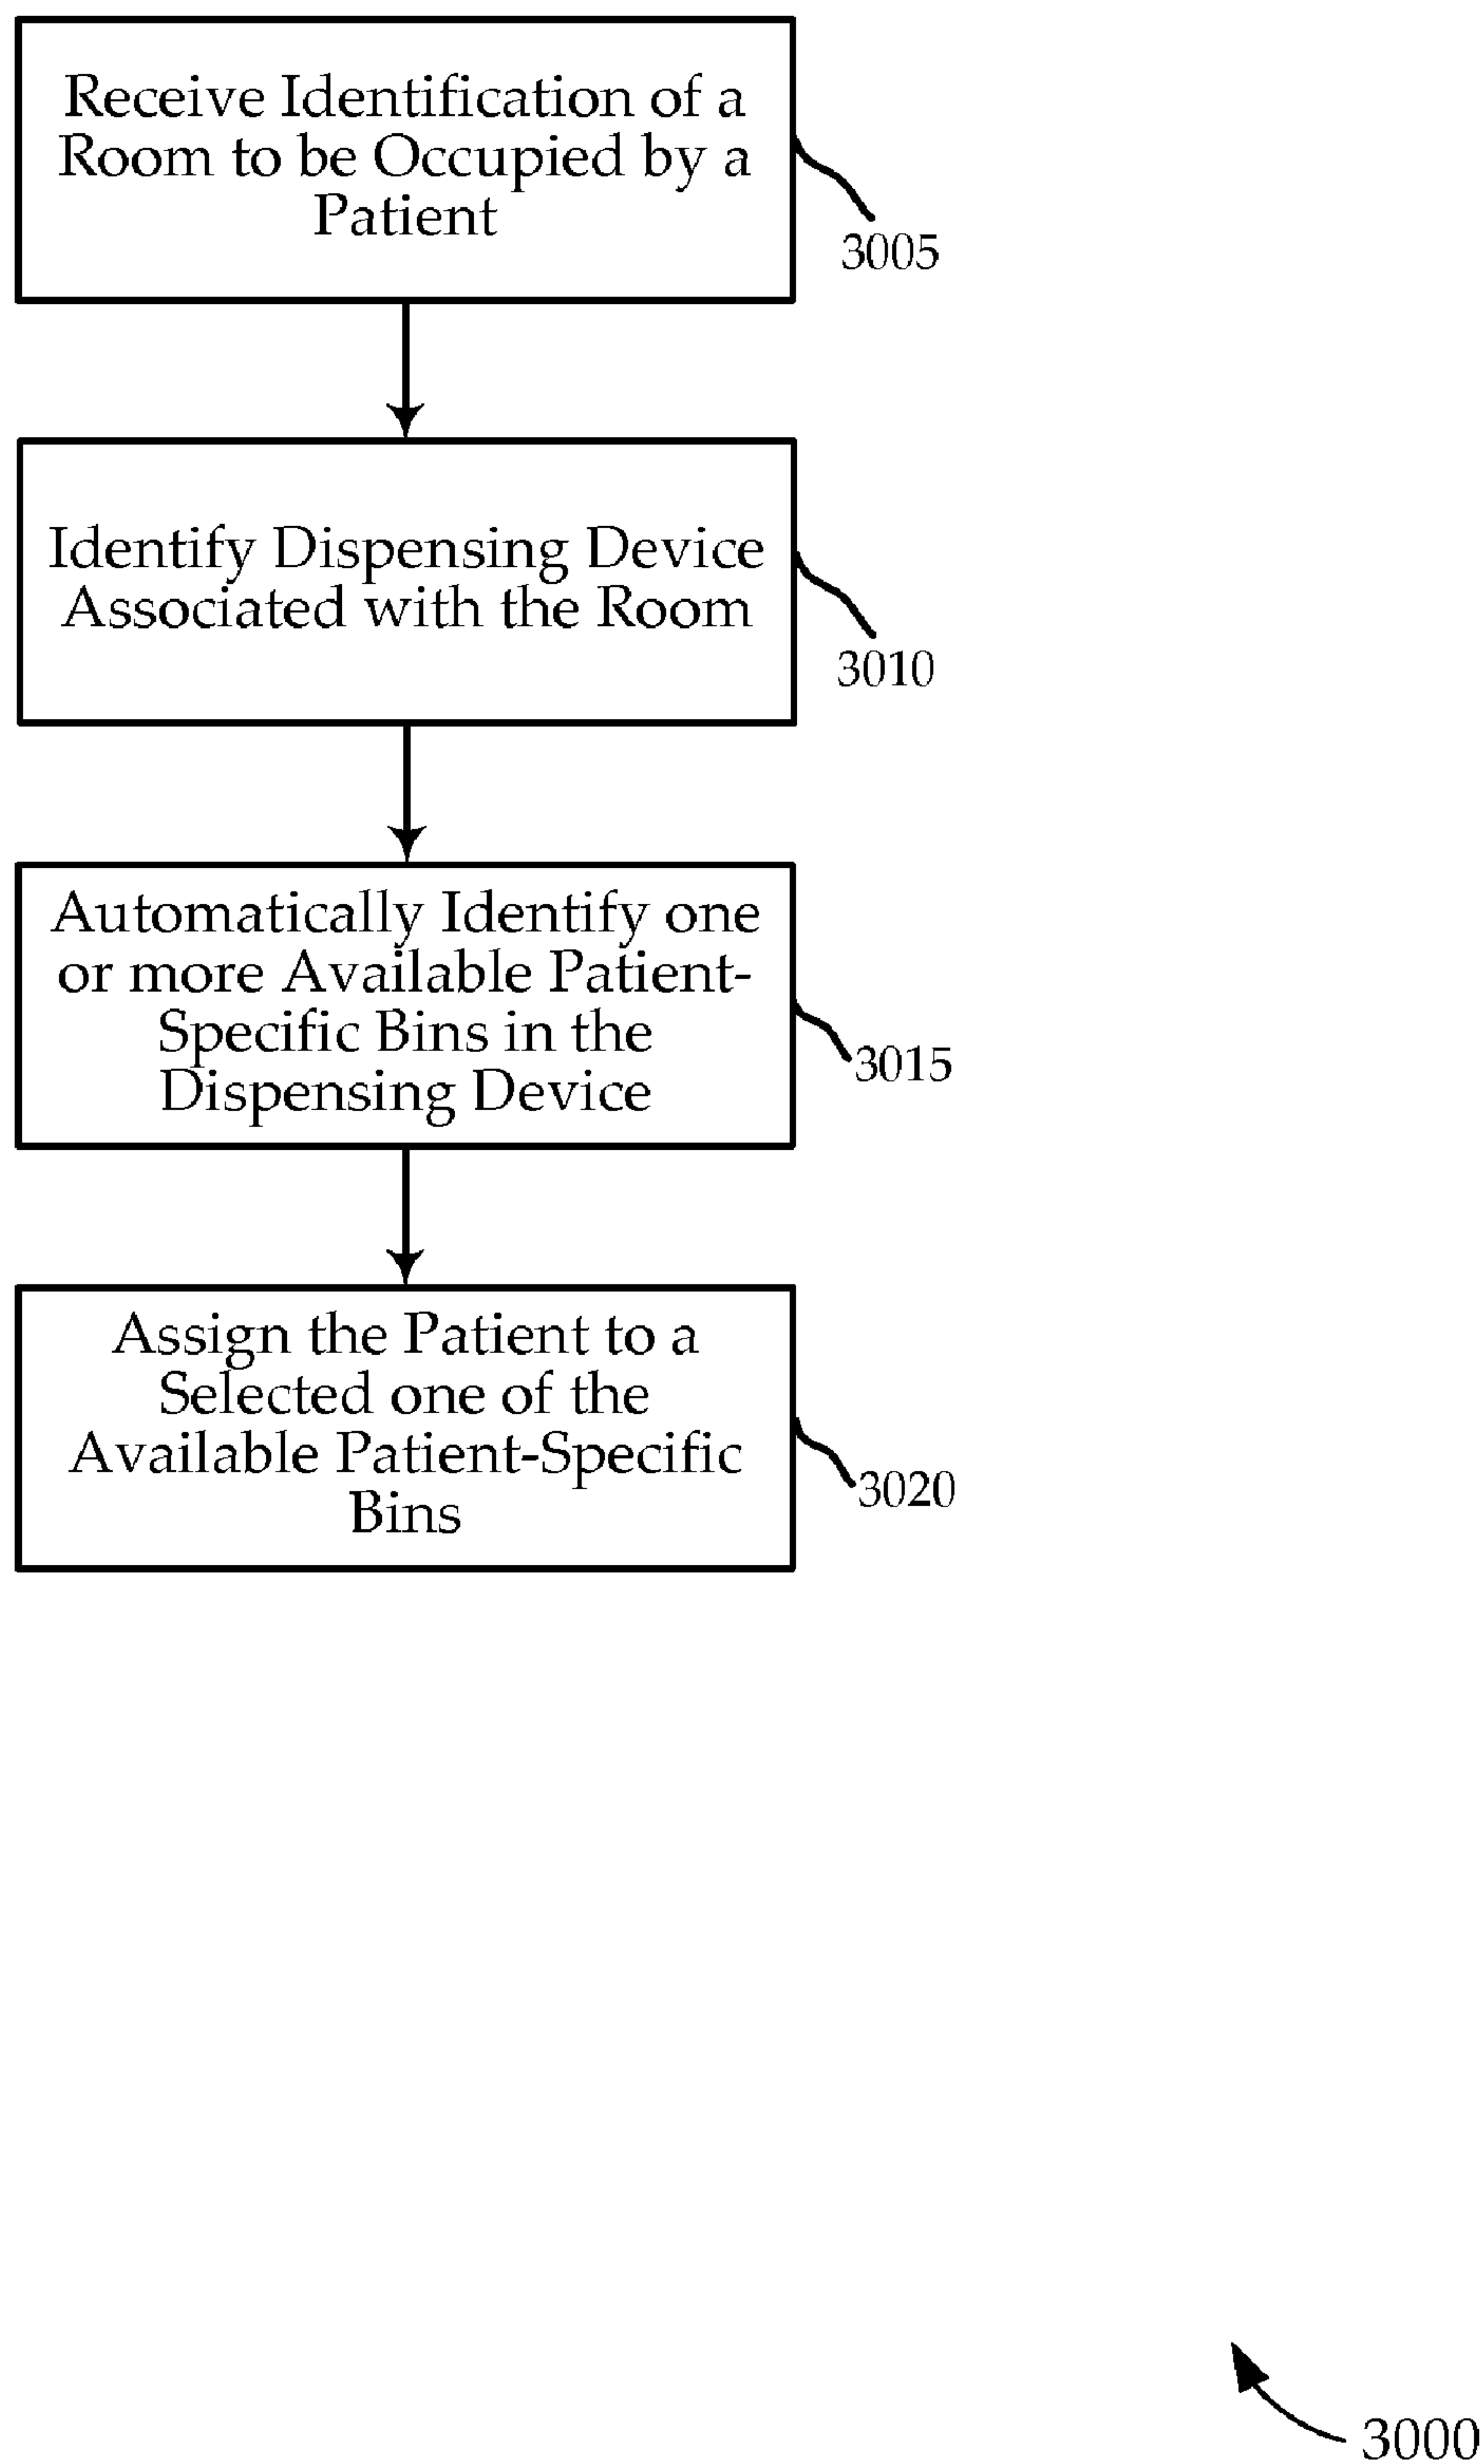 Receive Identification of a
Room to be Occupied by a
Patient
3005
Identify Dispensing Device
Associated with the Room
3010
Automatically Identify one
or more Available Patient-
Specific Bins in the
Dispensing Device
3015
Assign the Patient to a
Selected one of the
Available Patient-Specific
Bins
3020
3000